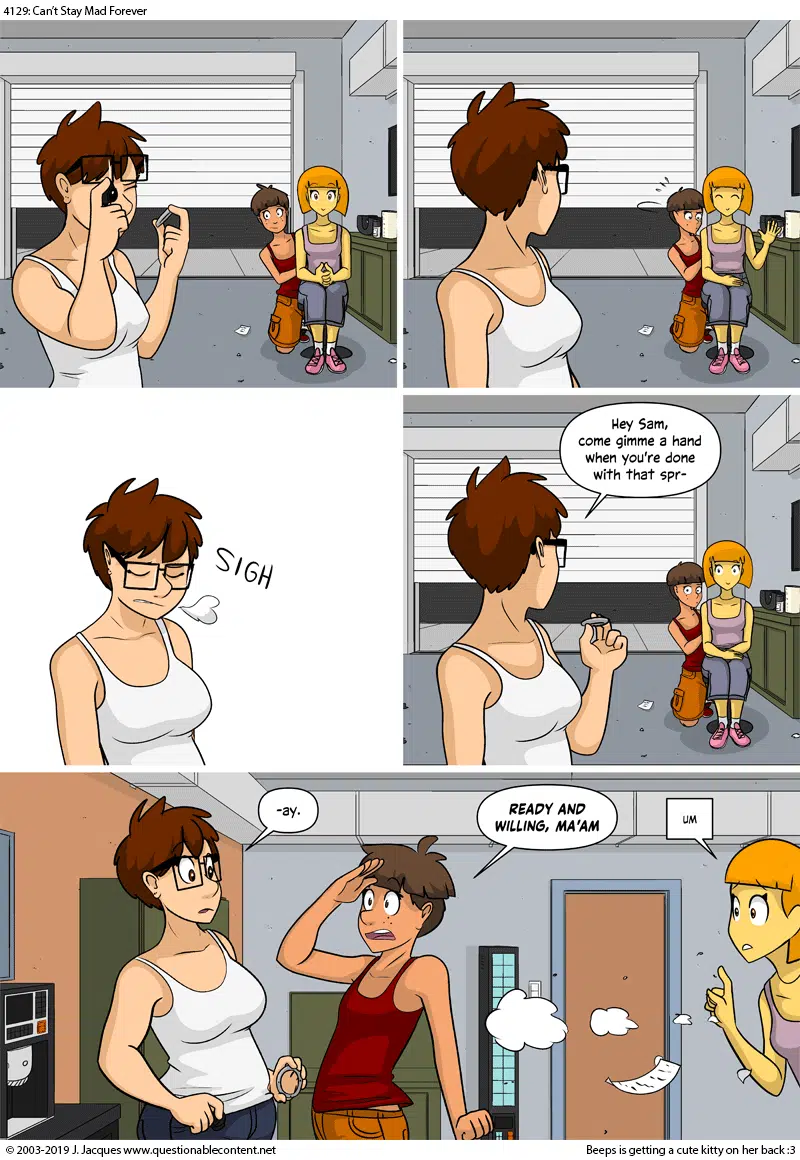 4129: Can't Stay Mad Forever
SIGH
Hey Sam,
come gimme a hand
when you're done
with that spr-
-ay.
READY AND
WILLING, MA'AM
UM
© 2003-2019 J. Jacques www.questionablecontent.net
Beeps is getting a cute kitty on her back :3